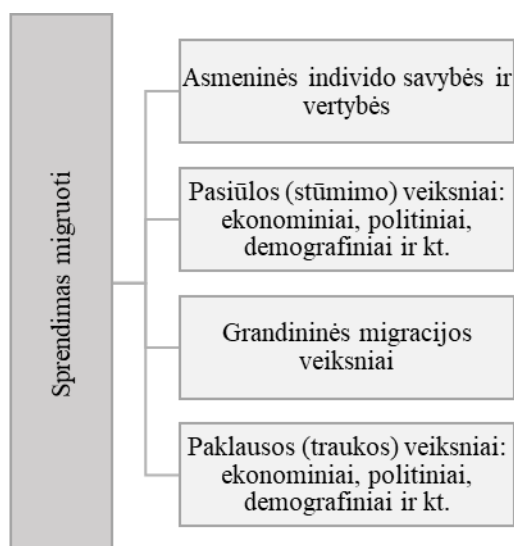 Sprendimas migruoti
Asmeninės individo savybės ir
vertybės
Pasiūlos (stūmimo) veiksniai:
ekonominiai, politiniai,
demografiniai ir kt.
Grandininės migracijos
veiksniai
Paklausos (traukos) veiksniai:
ekonominiai, politiniai,
demografiniai ir kt.